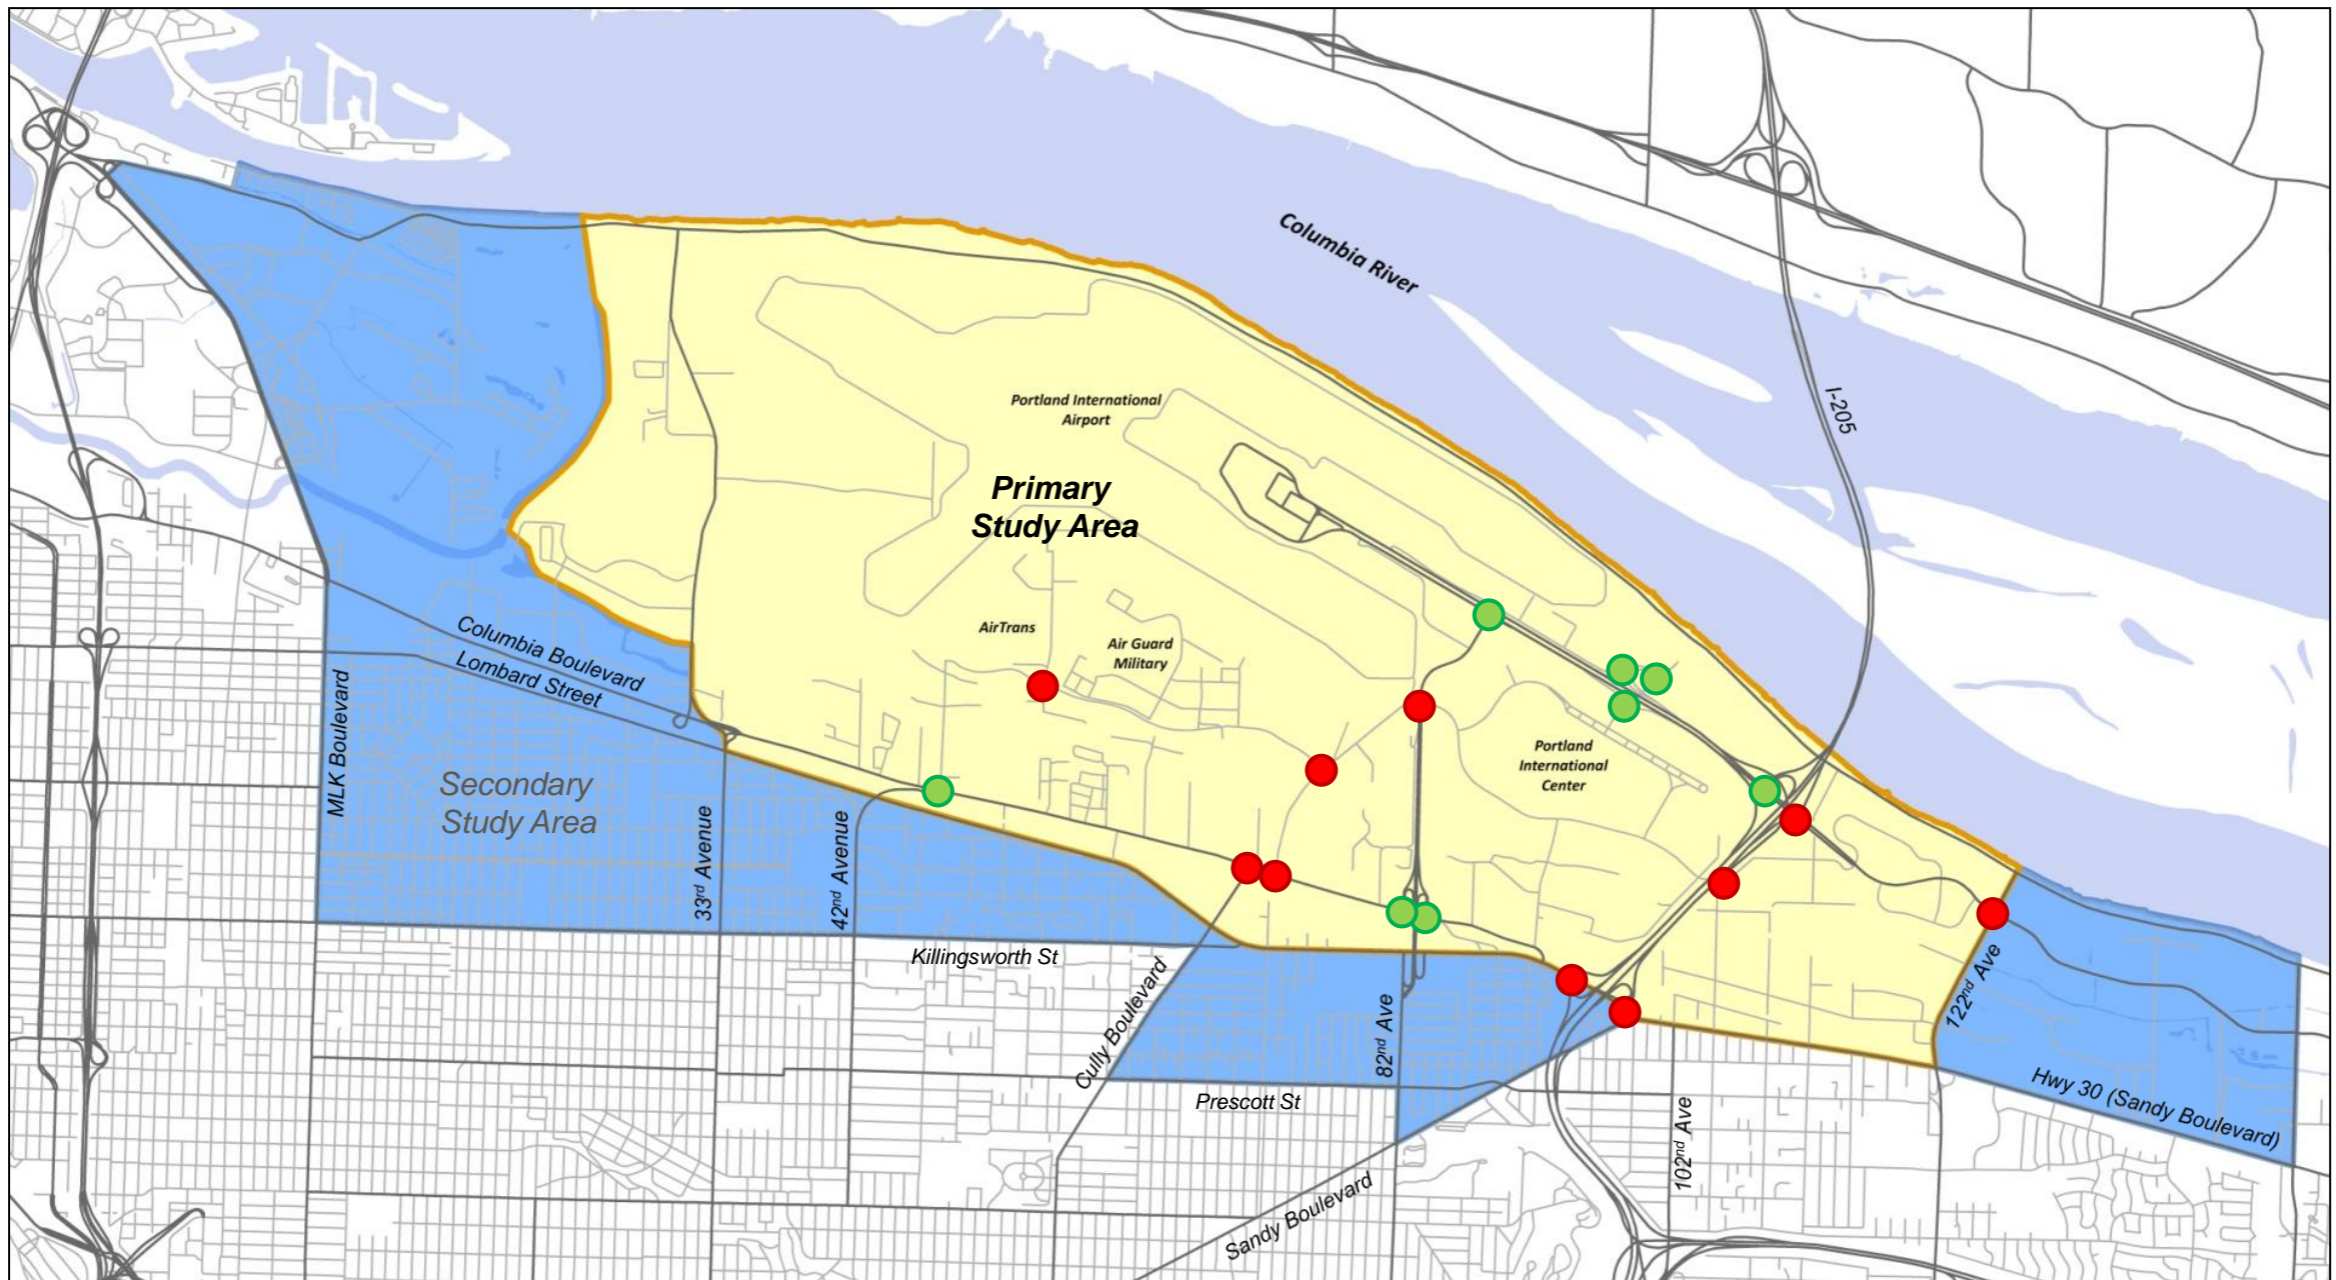 Columbia River
I-205
Portland International
Airport
Primary
Study Area
AirTrans
Air Guard
Military
Columbia Boulevard
Lombard Street
MLK Boulevard
Secondary
Study Area
33rd Avenue
42nd Avenue
Portland
International
Center
Killingsworth St
Cully Boulevard
82nd Ave
122nd Ave
Prescott St
Hwy 30 (Sandy Boulevard)
102nd Ave
Sandy Boulevard